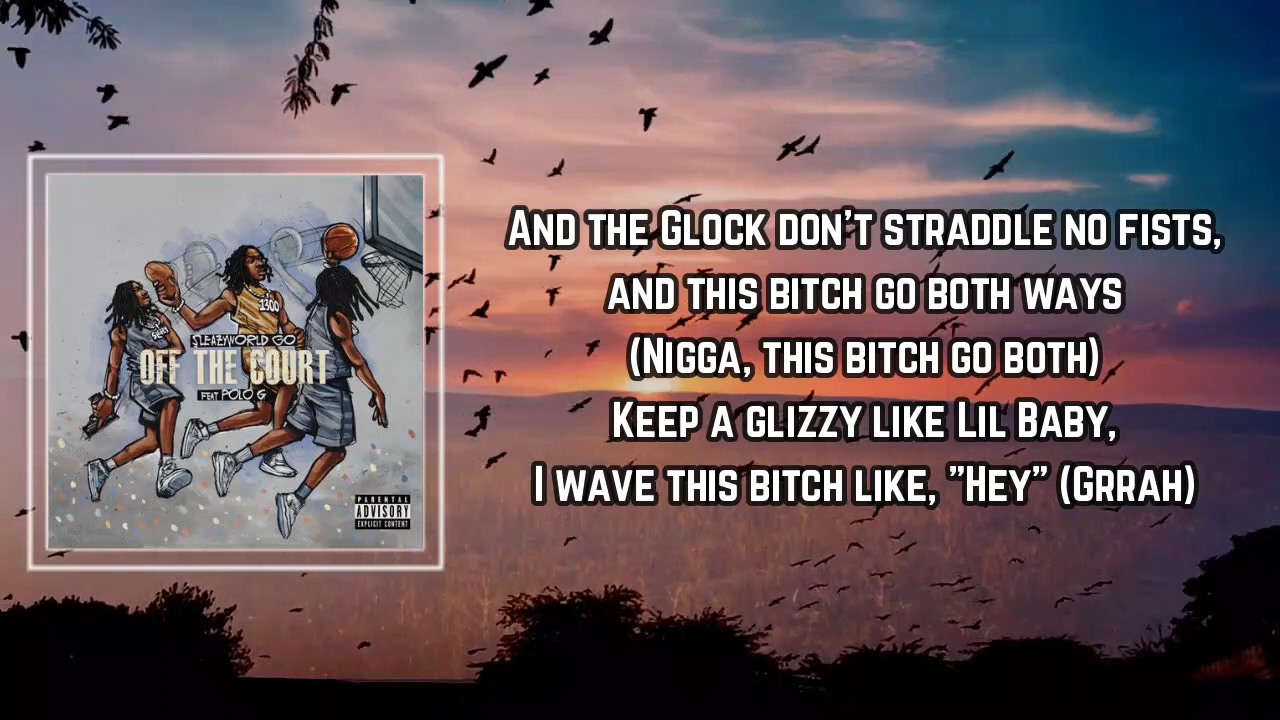 1300
SLEAZYWORLD GO
OFF THE COURT
FEAT POLO G
PARENTAL
ADVISORY
EXPLICIT CONTENT
AND THE GLOCK DON'T STRADDLE NO FISTS,
AND THIS BITCH GO BOTH WAYS
(NIGGA, THIS BITCH GO BOTH)
KEEP A GLIZZY LIKE LIL BABY,
I WAVE THIS BITCH LIKE, "HEY" (GRRAH)